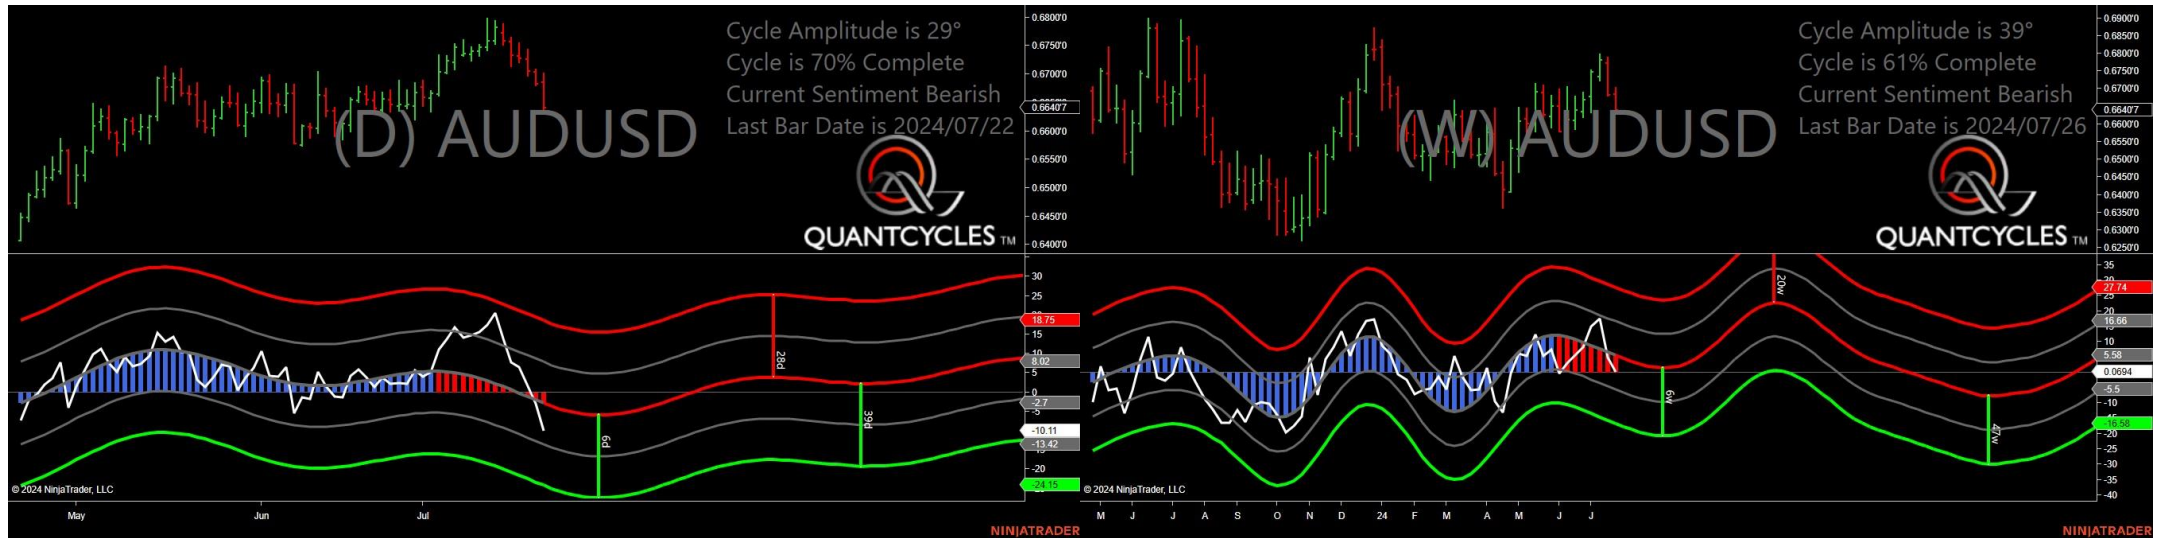 Cycle Amplitude is 29°
Cycle is 70% Complete
Current Sentiment Bearish
Last Bar Date is 2024/07/22
(D) AUDUSD
QUANTCYCLES TM
0.6800'0
0.6750'0
0.6700'0
0.6640'7
0.6600'0
0.6550'0
0.6500'0
0.6450'0
0.6400'0
30
25
18.75
15
8.02
5
0
-2.7
-5
-10.11
-13.42
-20
-24.15
28d
6d
39d
© 2024 NinjaTrader, LLC
May
Jun
Jul
NINJATRADER
Cycle Amplitude is 39°
Cycle is 61% Complete
Current Sentiment Bearish
Last Bar Date is 2024/07/26
(W) AUDUSD
QUANTCYCLES TM
0.6900'0
0.6850'0
0.6800'0
0.6750'0
0.6700'0
0.6640'7
0.6600'0
0.6550'0
0.6500'0
0.6450'0
0.6400'0
0.6350'0
0.6300'0
0.6250'0
35
27.74
25
16.66
10
5.58
0.0694
-5.5
-10
-16.58
-20
-25
-30
-35
-40
20w
6w
47w
© 2024 NinjaTrader, LLC
M J J A S O N D 24 F M A M J J
NINJATRADER